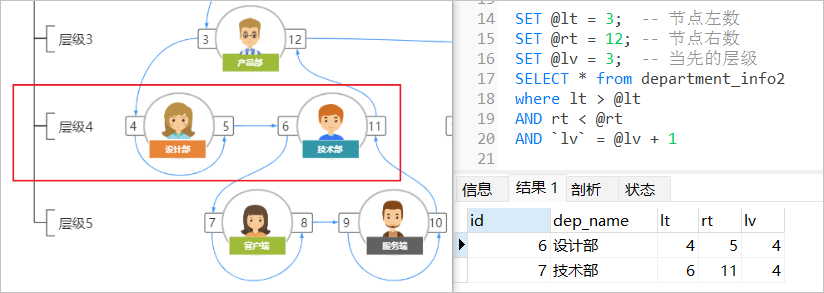 层级3
3
12
产品部
层级4
4
5
6
11
设计部
技术部
层级5
7
8
9
10
客户端
服务端
14 SET @lt = 3; -- 节点左数
15 SET @rt = 12; -- 节点右数
16 SET @lv = 3; -- 当先的层级
17 SELECT * from department_info2
18 where lt > @lt
19 AND rt < @rt
20 AND `lv` = @lv + 1
21
信息 结果 1 剖析 状态
id dep_name lt rt lv
6 设计部 4 5 4
7 技术部 6 11 4